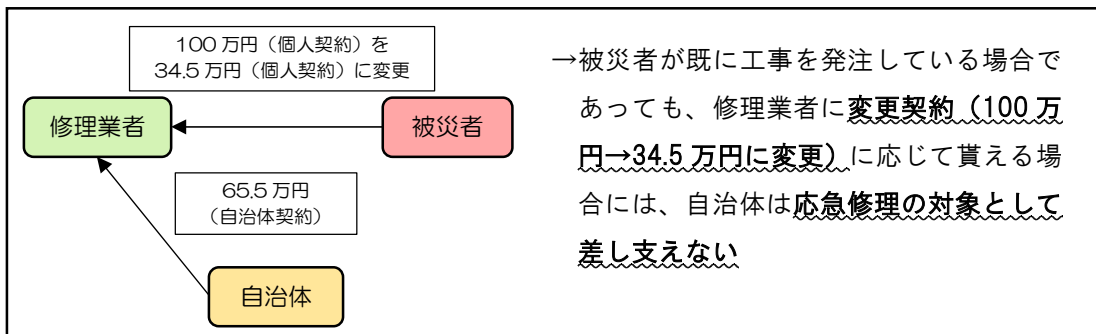 100万円（個人契約）を
34.5万円（個人契約）に変更
修理業者
被災者
65.5万円
（自治体契約）
自治体
→被災者が既に工事を発注している場合で
あっても、修理業者に変更契約（100万
円→34.5万円に変更）に応じて貰える場
合には、自治体は応急修理の対象として
差し支えない